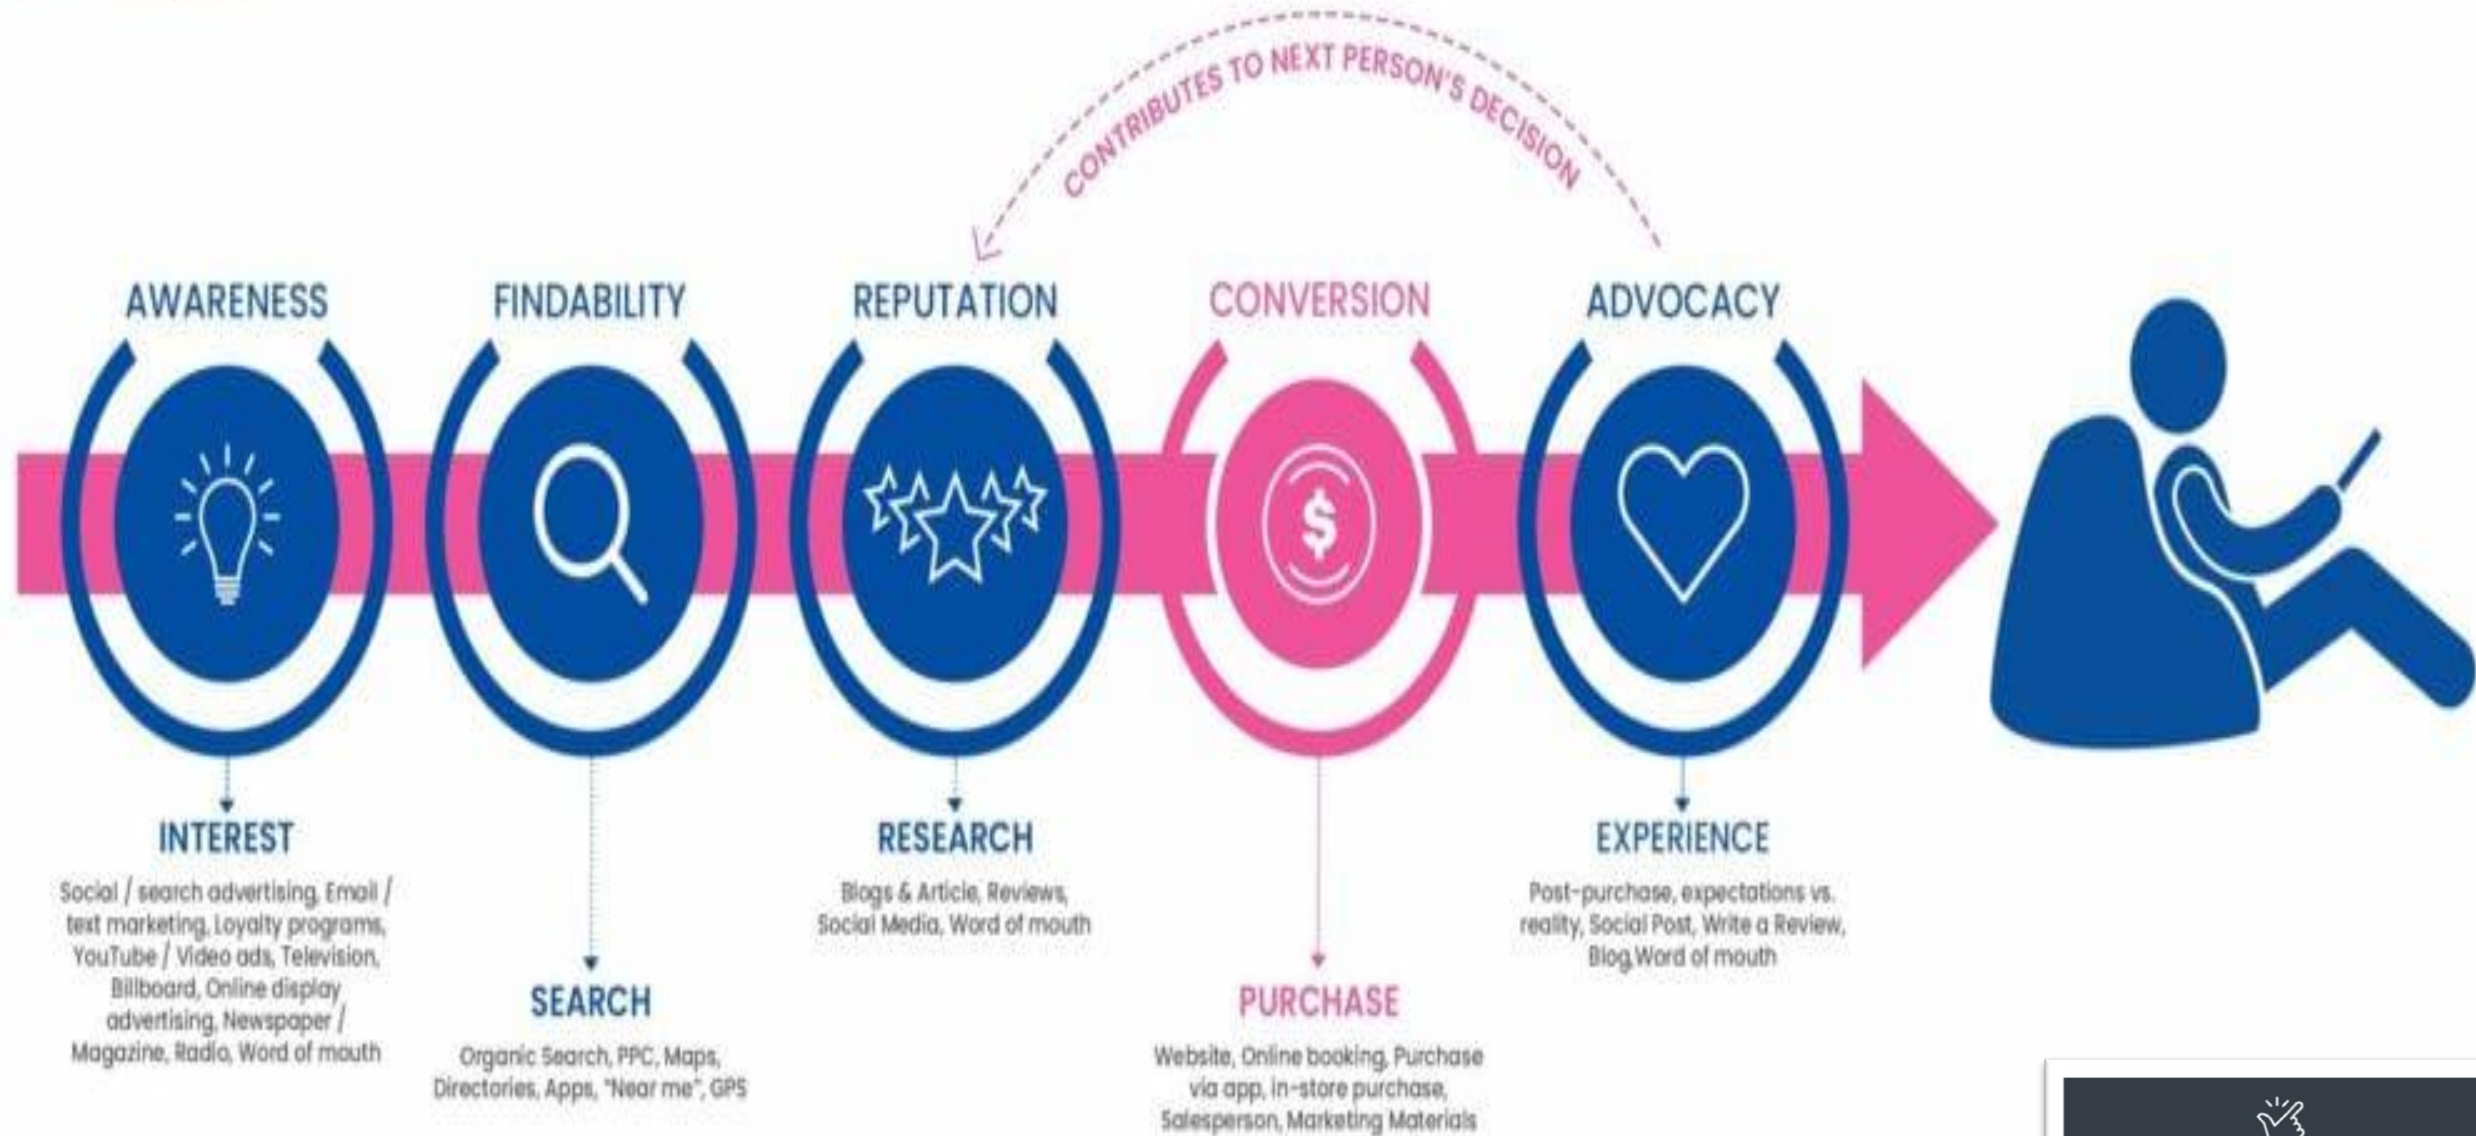 CONTRIBUTES TO NEXT PERSON'S DECISION
AWARENESS
FINDABILITY
REPUTATION
CONVERSION
ADVOCACY
$
INTEREST
Social / search advertising, Email /
text marketing, Loyalty programs,
YouTube / Video ads, Television,
Billboard, Online display
advertising, Newspaper /
Magazine, Radio, Word of mouth
SEARCH
Organic Search, PPC, Maps,
Directories, Apps, "Near me", GPS
RESEARCH
Blogs & Article, Reviews,
Social Media, Word of mouth
PURCHASE
Website, Online booking, Purchase
via app, in-store purchase,
Salesperson, Marketing Materials
EXPERIENCE
Post-purchase, expectations vs.
reality, Social Post, Write a Review,
Blog,Word of mouth